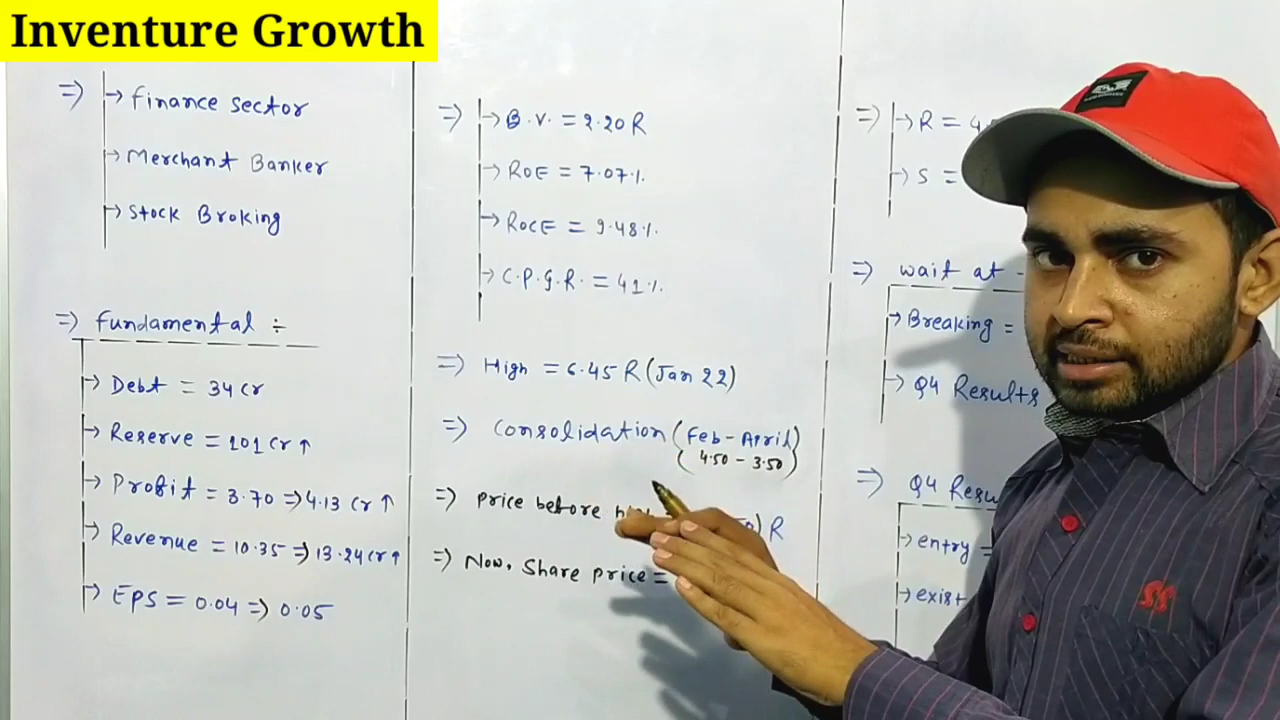 Inventure Growth
⇒ → Finance sector
→ Merchant Banker
→ Stock Broking
⇒ Fundamental ÷
→ Debt = 34 cr
→ Reserve = 101 cr ↑
→ Profit = 3.70 ⇒ 4.13 cr ↑
→ Revenue = 10.35 ⇒ 13.24 cr ↑
→ EPS = 0.04 ⇒ 0.05
⇒ → B.V. = 2.20 R
→ ROE = 7.07%
→ ROCE = 9.48%
→ C.P.G.R. = 41%
⇒ High = 6.45 R (Jan 22)
⇒ Consolidation (Feb - April)
(4.50 - 3.50)
⇒ Price before R
⇒ Now, Share price =
⇒ → R = 4.
→ S =
⇒ wait at -
→ Breaking =
→ Q4 Results
⇒ Q4
→ entry =
→ exist
SS